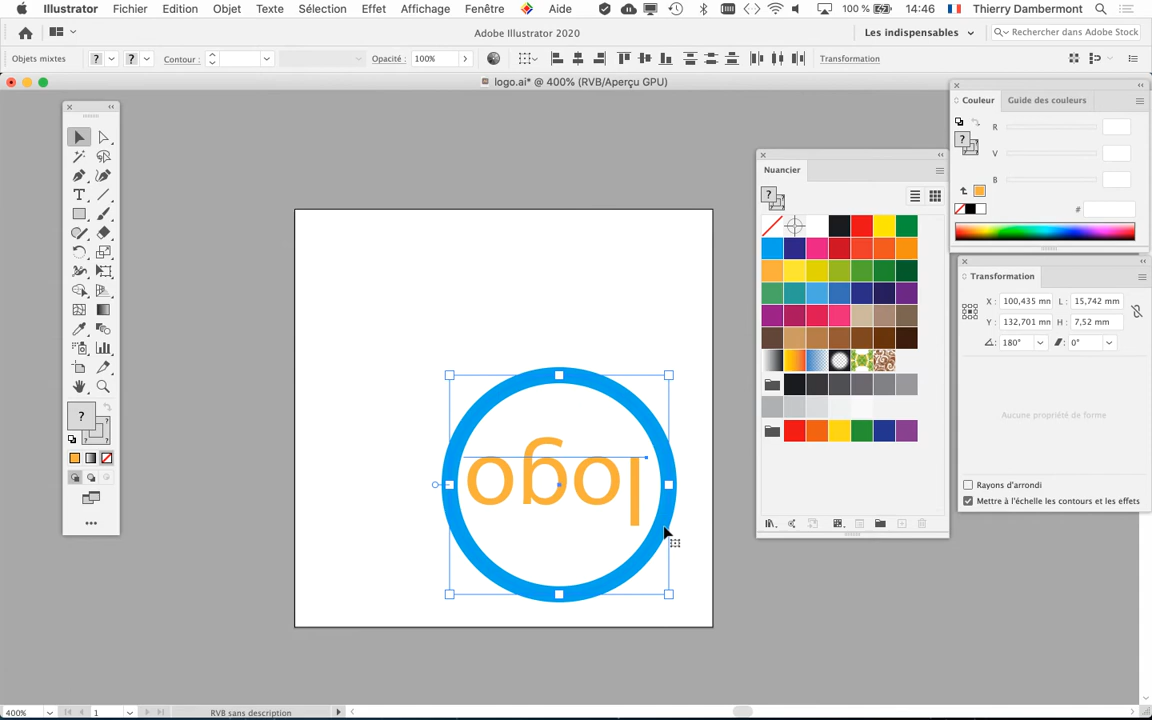 Illustrator Fichier Edition Objet Texte Sélection Effet Affichage Fenêtre Aide 100 % 14:46 Thierry Dambermont
Adobe Illustrator 2020 Les indispensables Rechercher dans Adobe Stock
Objets mixtes ? ? Contour : Opacité : 100% Transformation
logo.ai* @ 400% (RVB/Aperçu GPU)
Couleur Guide des couleurs
R
V
B
?
#
Nuancier
?
Transformation
X : 100,435 mm L : 15,742 mm
Y : 132,701 mm H : 7,52 mm
180° 0°
Aucune propriété de forme
Rayons d'arrondi
Mettre à l'échelle les contours et les effets
T
?
logo
400% 1 RVB sans description